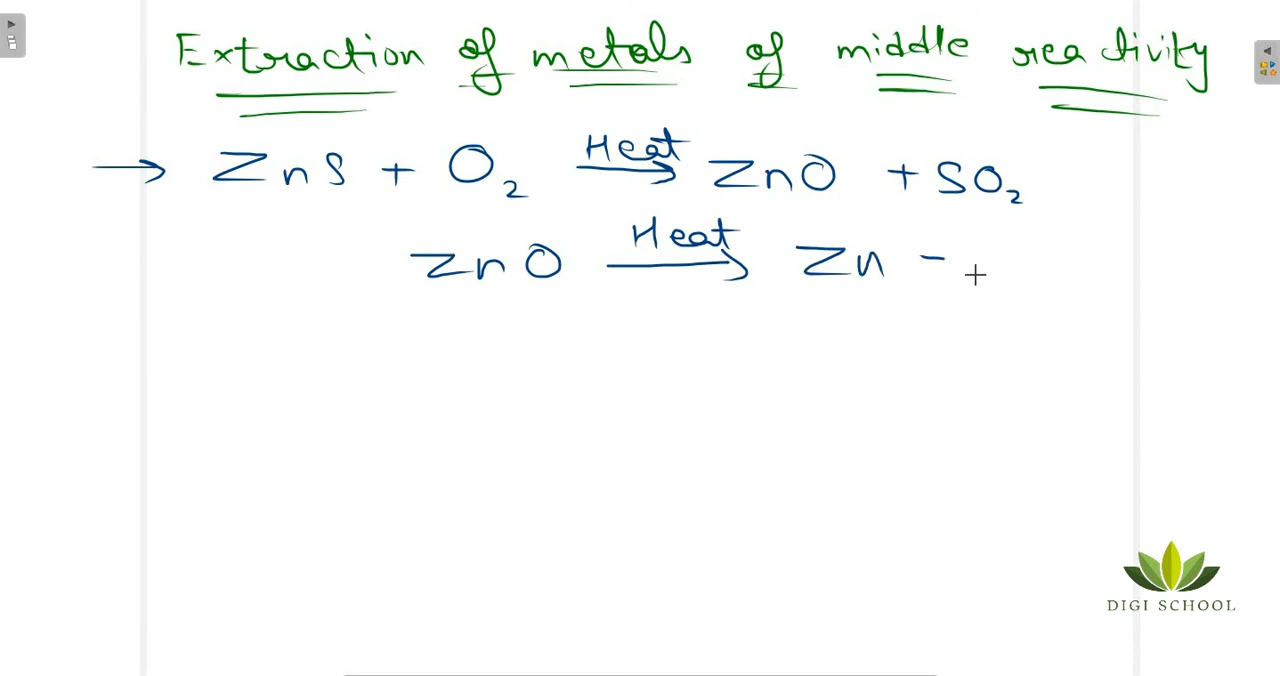 Extraction of metals of middle reactivity
→ ZnS + O₂ Heat→ ZnO + SO₂
ZnO Heat→ Zn -
DIGI SCHOOL